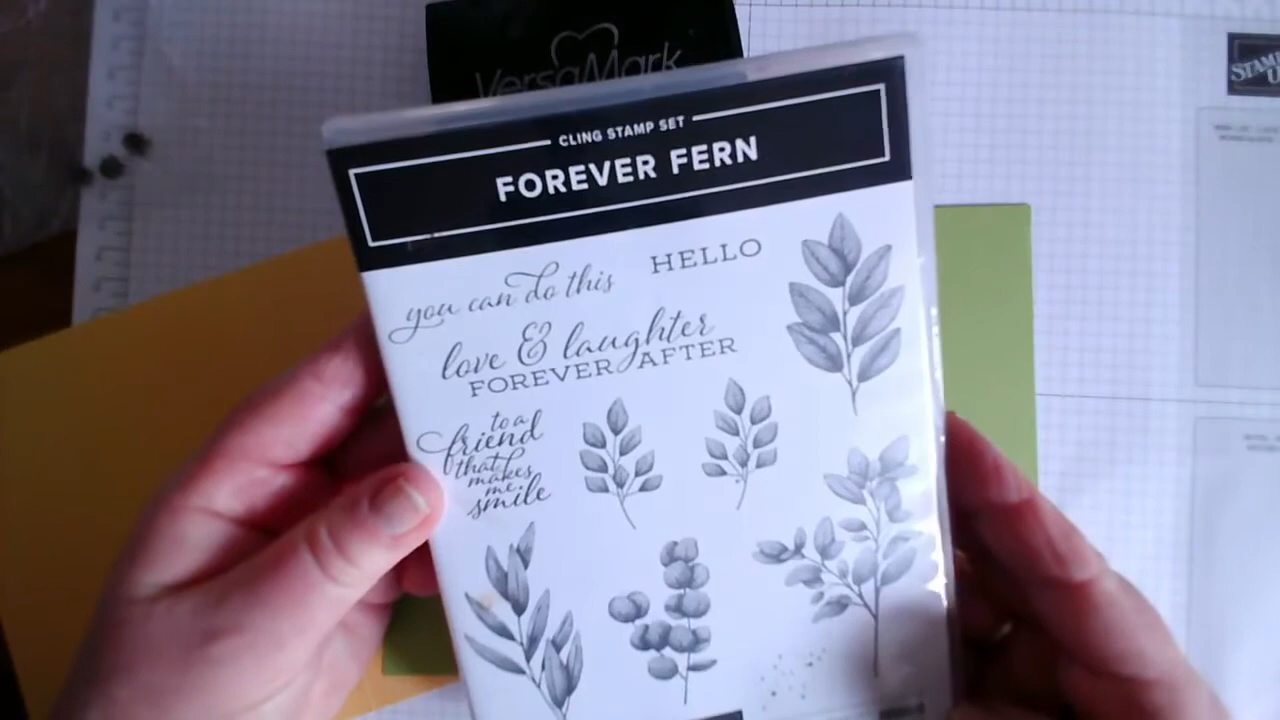 VersaMark
STAMP
CLING STAMP SET
FOREVER FERN
you can do this
HELLO
love & laughter
FOREVER AFTER
to a
friend
that
makes
me
smile